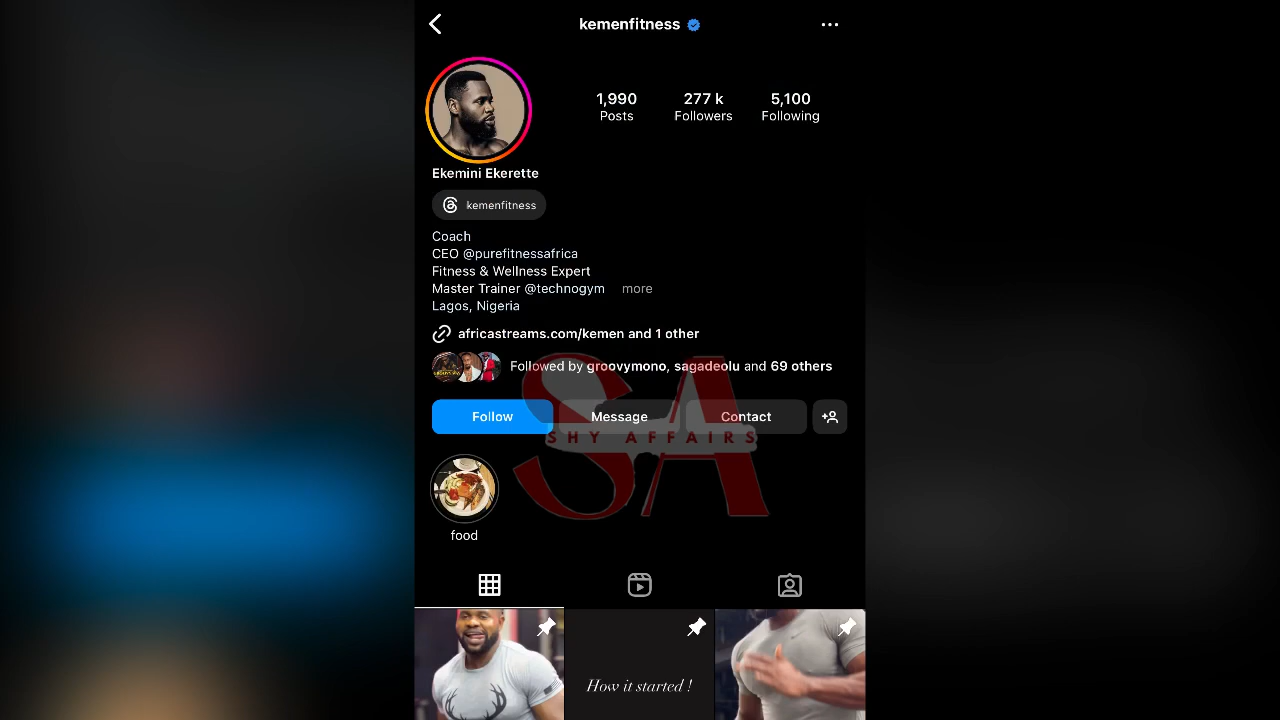 kemenfitness
1,990 277 k 5,100
Posts Followers Following
Ekemini Ekerette
kemenfitness
Coach
CEO @purefitnessafrica
Fitness & Wellness Expert
Master Trainer @technogym more
Lagos, Nigeria
africastreams.com/kemen and 1 other
Followed by groovymono, sagadeolu and 69 others
Follow Message Contact
SA
SHY AFFAIRS
food
How it started !